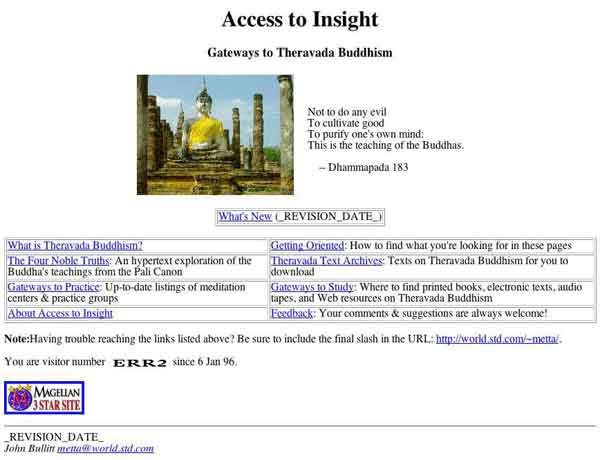 Access to Insight
Gateways to Theravada Buddhism
Not to do any evil
To cultivate good
To purify one's own mind:
This is the teaching of the Buddhas.
-- Dhammapada 183
What's New (_REVISION_DATE_)
What is Theravada Buddhism?
Getting Oriented: How to find what you're looking for in these pages
The Four Noble Truths: An hypertext exploration of the
Buddha's teachings from the Pali Canon
Theravada Text Archives: Texts on Theravada Buddhism for you to
download
Gateways to Practice: Up-to-date listings of meditation
centers & practice groups
Gateways to Study: Where to find printed books, electronic texts, audio
tapes, and Web resources on Theravada Buddhism
About Access to Insight
Feedback: Your comments & suggestions are always welcome!
Note:Having trouble reaching the links listed above? Be sure to include the final slash in the URL: http://world.std.com/~metta/.
You are visitor number ERR2 since 6 Jan 96.
MAGELLAN
3 STAR SITE
_REVISION_DATE_
John Bullitt metta@world.std.com